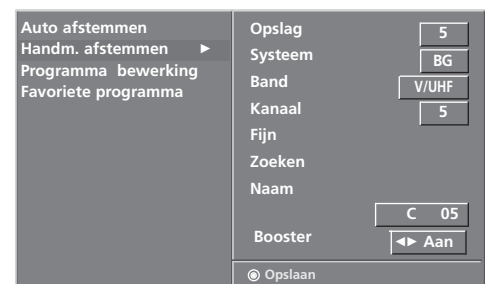 Auto afstemmen
Handm. afstemmen ►
Programma bewerking
Favoriete programma
Opslag 5
Systeem BG
Band V/UHF
Kanaal 5
Fijn
Zoeken
Naam
C 05
Booster ◄► Aan
◉ Opslaan